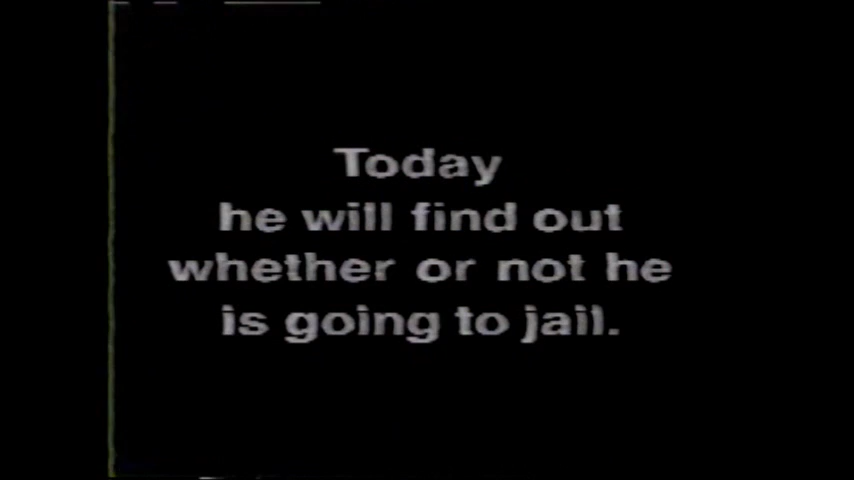 Today
he will find out
whether or not he
is going to jail.